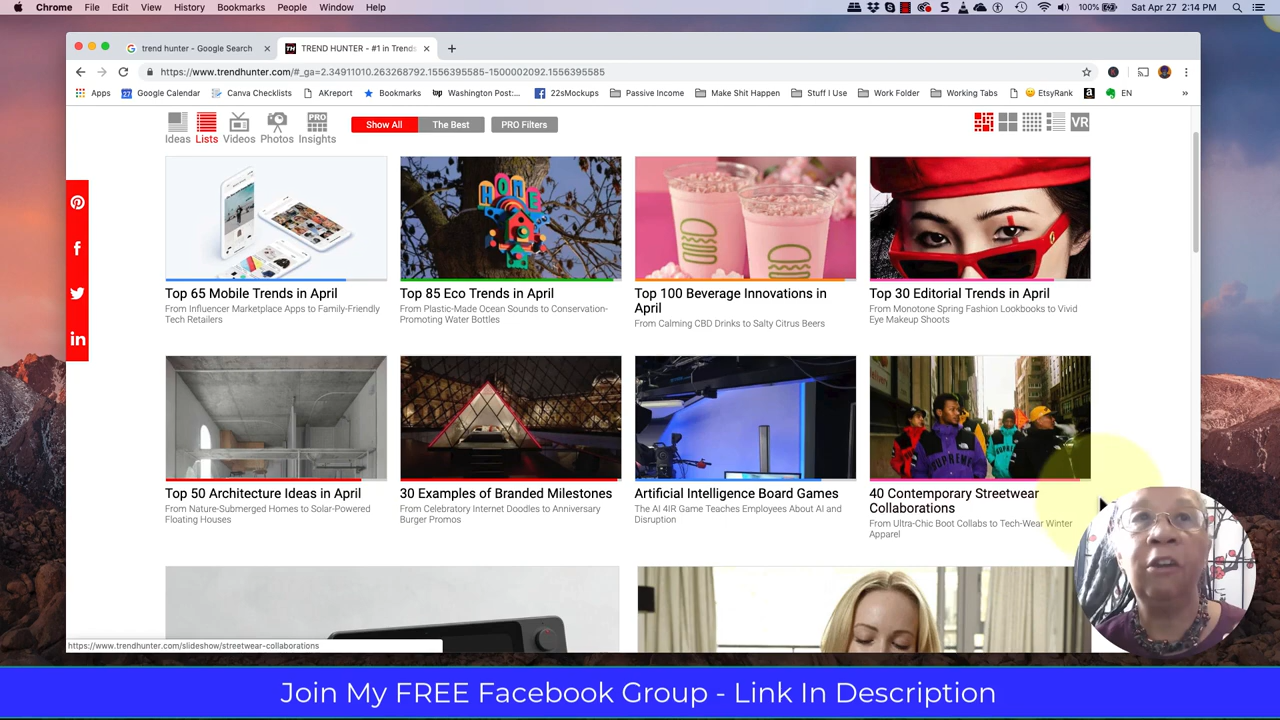 Chrome File Edit View History Bookmarks People Window Help 100% Sat Apr 27 2:14 PM
trend hunter - Google Search TH TREND HUNTER - #1 in Trends
https://www.trendhunter.com/#_ga=2.34911010.263268792.1556395585-1500002092.1556395585
Apps 27 Google Calendar Canva Checklists AKreport Bookmarks wp Washington Post:... 22sMockups Passive Income Make Shit Happen Stuff I Use Work Folder Working Tabs EtsyRank a EN »
Ideas Lists Videos Photos PRO Insights Show All The Best PRO Filters VR
HOME
Top 65 Mobile Trends in April
From Influencer Marketplace Apps to Family-Friendly
Tech Retailers
Top 85 Eco Trends in April
From Plastic-Made Ocean Sounds to Conservation-
Promoting Water Bottles
Top 100 Beverage Innovations in
April
From Calming CBD Drinks to Salty Citrus Beers
Top 30 Editorial Trends in April
From Monotone Spring Fashion Lookbooks to Vivid
Eye Makeup Shoots
SUPREME
Top 50 Architecture Ideas in April
From Nature-Submerged Homes to Solar-Powered
Floating Houses
30 Examples of Branded Milestones
From Celebratory Internet Doodles to Anniversary
Burger Promos
Artificial Intelligence Board Games
The AI 4IR Game Teaches Employees About AI and
Disruption
40 Contemporary Streetwear
Collaborations
From Ultra-Chic Boot Collabs to Tech-Wear Winter
Apparel
https://www.trendhunter.com/slideshow/streetwear-collaborations
Join My FREE Facebook Group - Link In Description